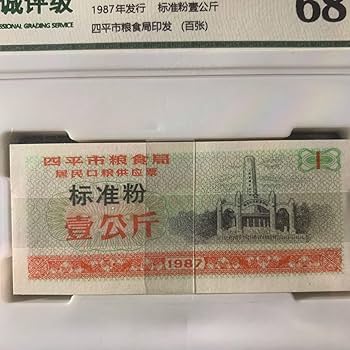 诚评级
ESSIONAL GRADING
1987年发行 标准粉壹公斤
四平市粮食局印发 (百张)
68
四平市粮食局
居民口粮供应票
标准粉
壹公斤
1
1987